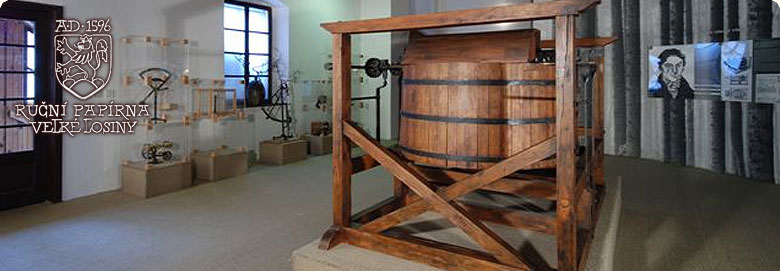 A.D. 1596
RUČNÍ PAPÍRNA
VELKÉ LOSINY